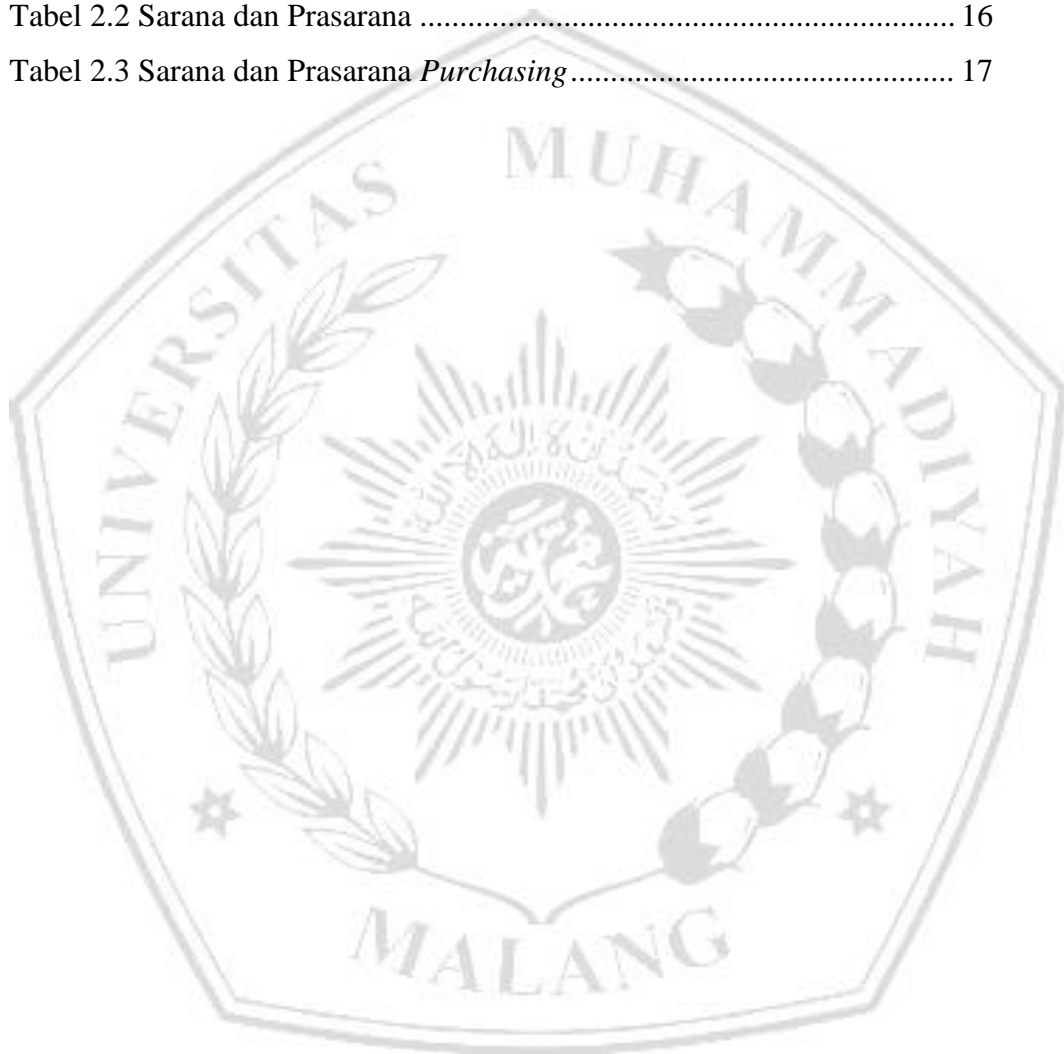 Tabel 2.2 Sarana dan Prasarana .................................................................. 16
Tabel 2.3 Sarana dan Prasarana Purchasing............................................... 17
UNIVERSITAS MUHAMMADIYAH
MALANG